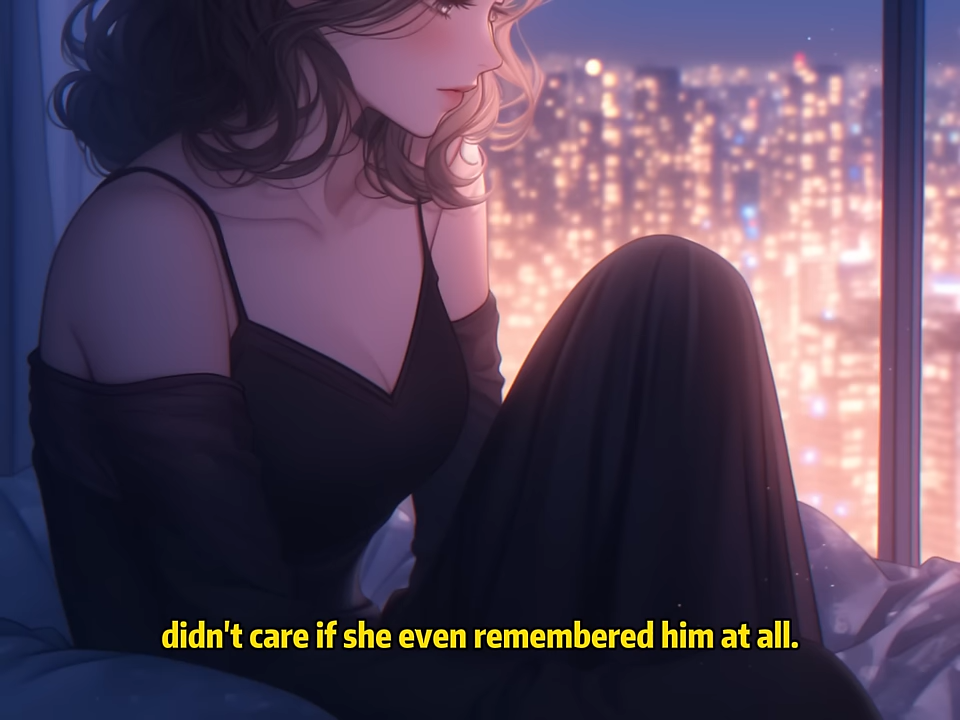 didn't care if she even remembered him at all.